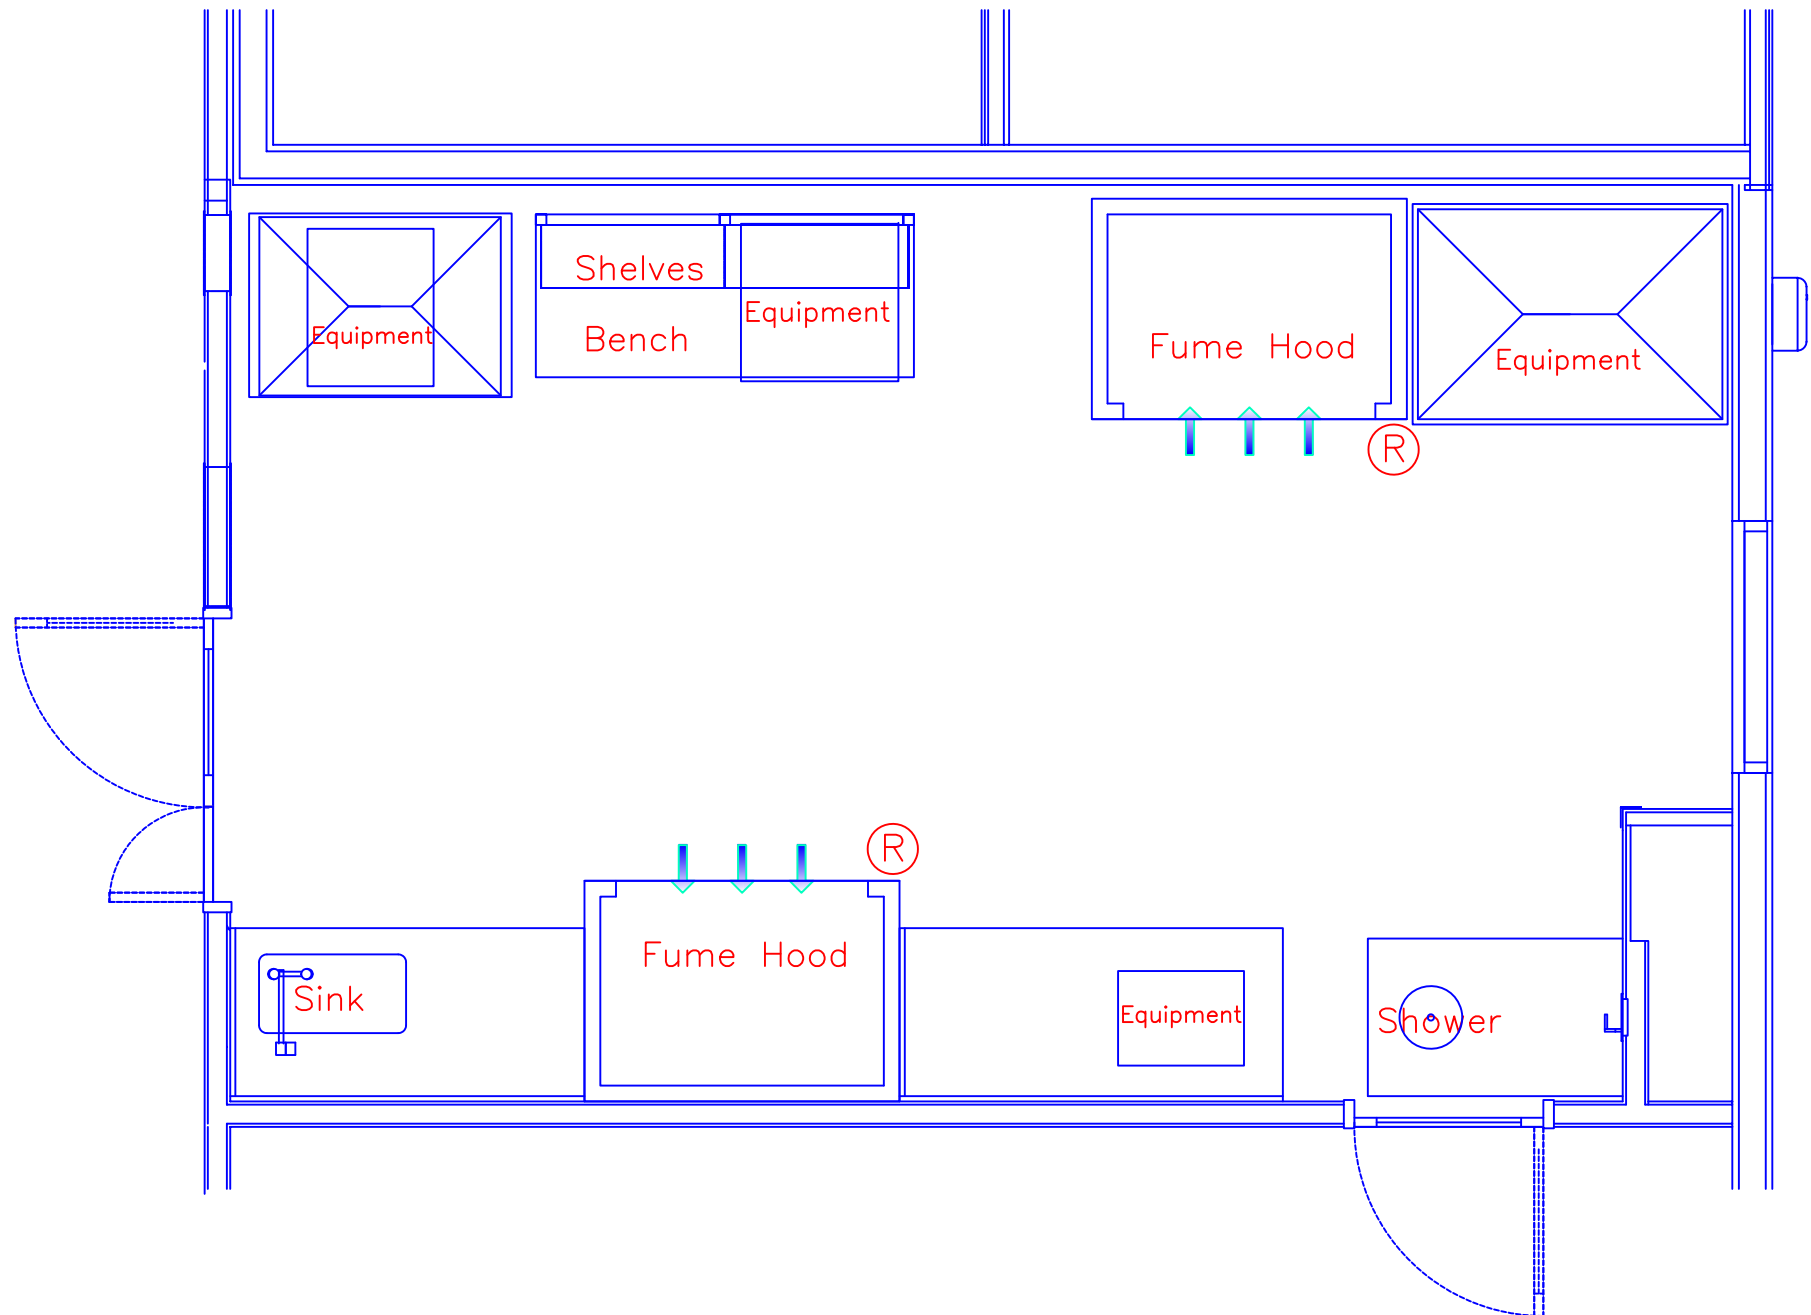 Shelves
Equipment
Equipment
Bench
Fume Hood
Equipment
R
R
Fume Hood
Sink
Equipment
Shower